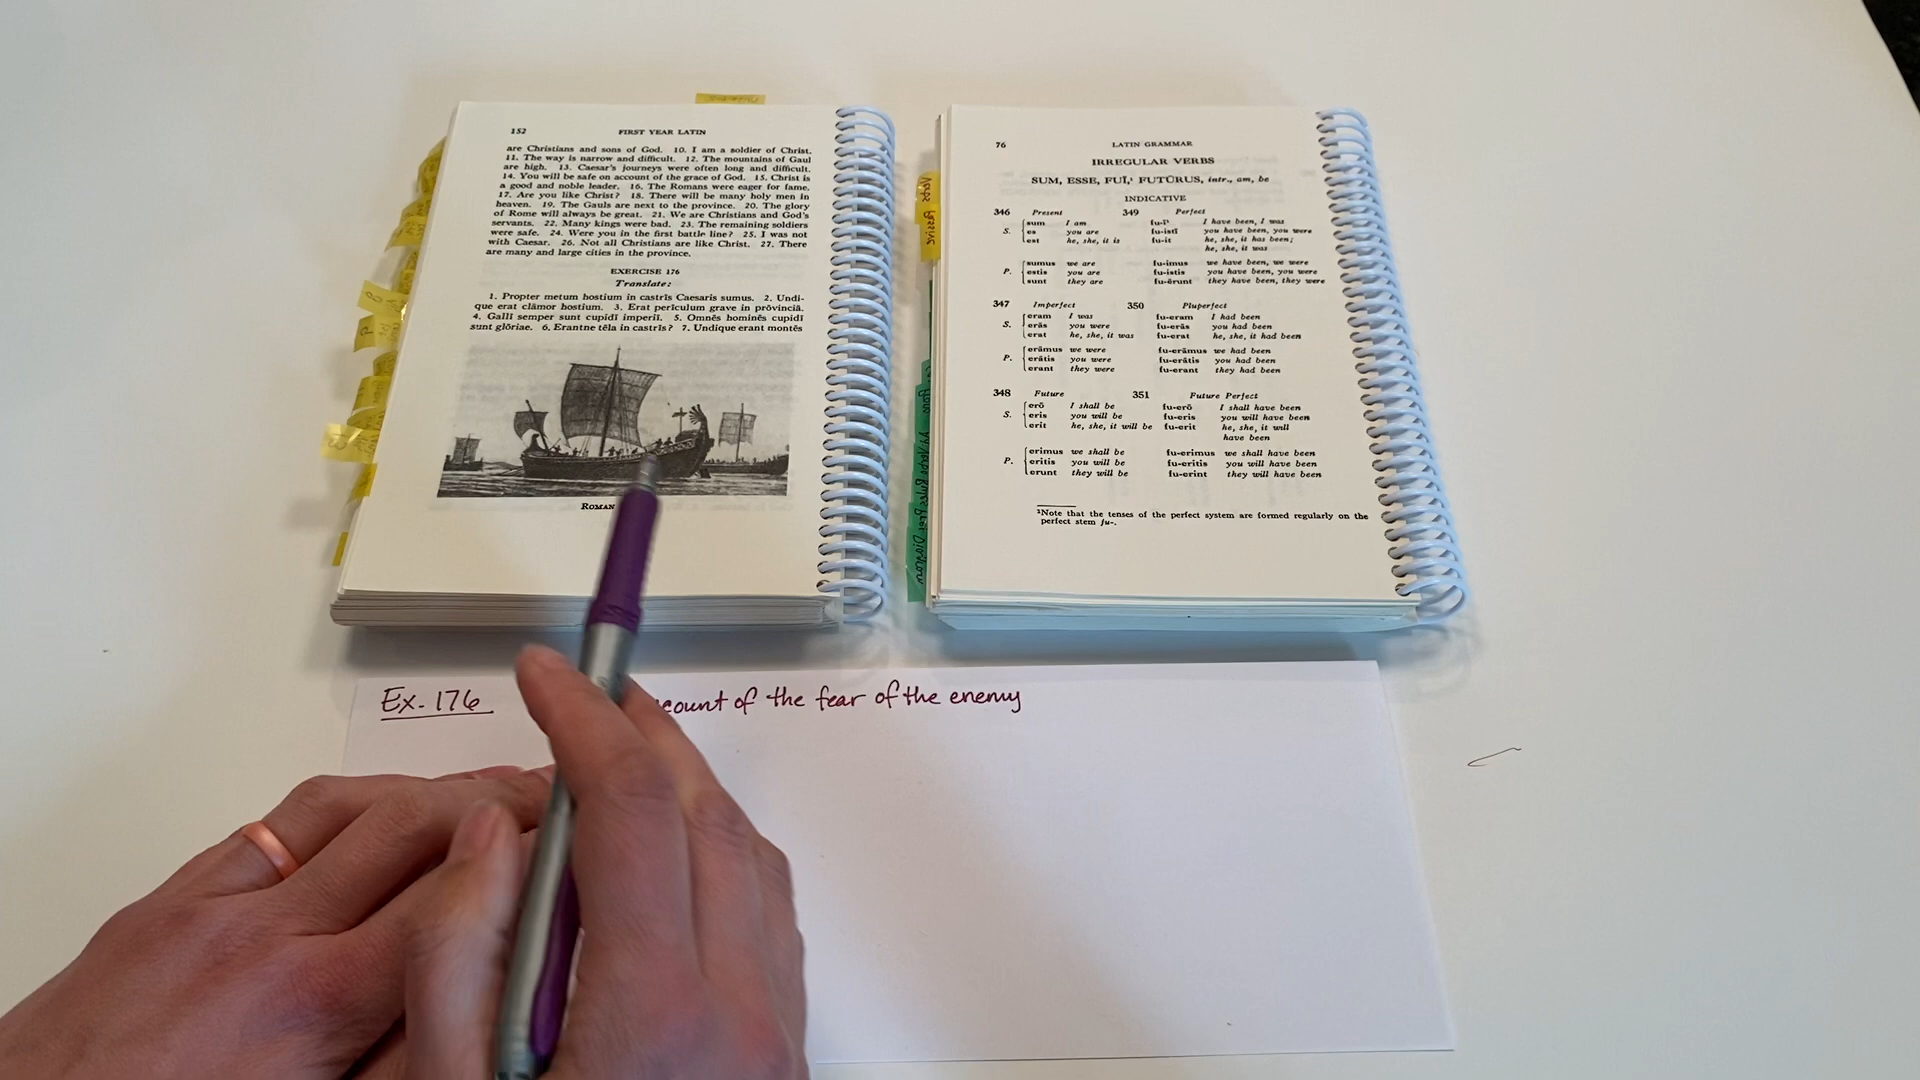 152 FIRST YEAR LATIN
are Christians and sons of God. 10. I am a soldier of Christ.
11. The way is narrow and difficult. 12. The mountains of Gaul
are high. 13. Caesar's journeys were often long and difficult.
14. You will be safe on account of the grace of God. 15. Christ is
a good and noble leader. 16. The Romans were eager for fame.
17. Are you like Christ? 18. There will be many holy men in
heaven. 19. The Gauls are next to the province. 20. The glory
of Rome will always be great. 21. We are Christians and God's
servants. 22. Many kings were bad. 23. The remaining soldiers
were safe. 24. Were you in the first battle line? 25. I was not
with Caesar. 26. Not all Christians are like Christ. 27. There
are many and large cities in the province.
EXERCISE 176
Translate:
1. Propter metum hostium in castrīs Caesaris sumus. 2. Undi-
que erat clāmor hostium. 3. Erat perīculum grave in prōvinciā.
4. Gallī semper sunt cupidī imperiī. 5. Omnēs hominēs cupidī
sunt glōriae. 6. Erantne tēla in castrīs? 7. Undique erant montēs
ROMAN
76 LATIN GRAMMAR
IRREGULAR VERBS
SUM, ESSE, FUĪ,¹ FUTŪRUS, intr., am, be
INDICATIVE
346 Present 349 Perfect
S. sum I am fu-ī¹ I have been, I was
es you are fu-istī you have been, you were
est he, she, it is fu-it he, she, it has been;
he, she, it was
P. sumus we are fu-imus we have been, we were
estis you are fu-istis you have been, you were
sunt they are fu-ērunt they have been, they were
347 Imperfect 350 Pluperfect
S. eram I was fu-eram I had been
erās you were fu-erās you had been
erat he, she, it was fu-erat he, she, it had been
P. erāmus we were fu-erāmus we had been
erātis you were fu-erātis you had been
erant they were fu-erant they had been
348 Future 351 Future Perfect
S. erō I shall be fu-erō I shall have been
eris you will be fu-eris you will have been
erit he, she, it will be fu-erit he, she, it will
have been
P. erimus we shall be fu-erimus we shall have been
eritis you will be fu-eritis you will have been
erunt they will be fu-erint they will have been
¹Note that the tenses of the perfect system are formed regularly on the
perfect stem fu-.
Ex. 176 count of the fear of the enemy